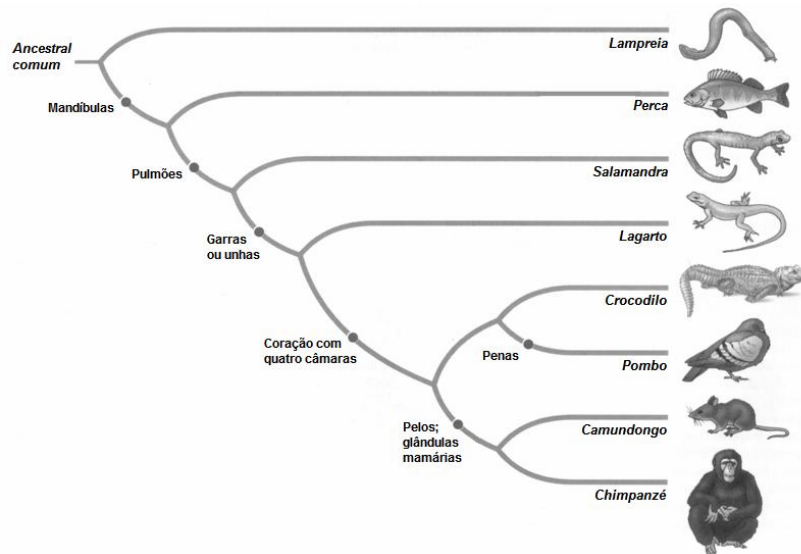 Ancestral
comum
Lampreia
Mandíbulas
Perca
Pulmões
Salamandra
Garras
ou unhas
Lagarto
Crocodilo
Coração com
quatro câmaras
Penas
Pombo
Pelos;
glândulas
mamárias
Camundongo
Chimpanzé